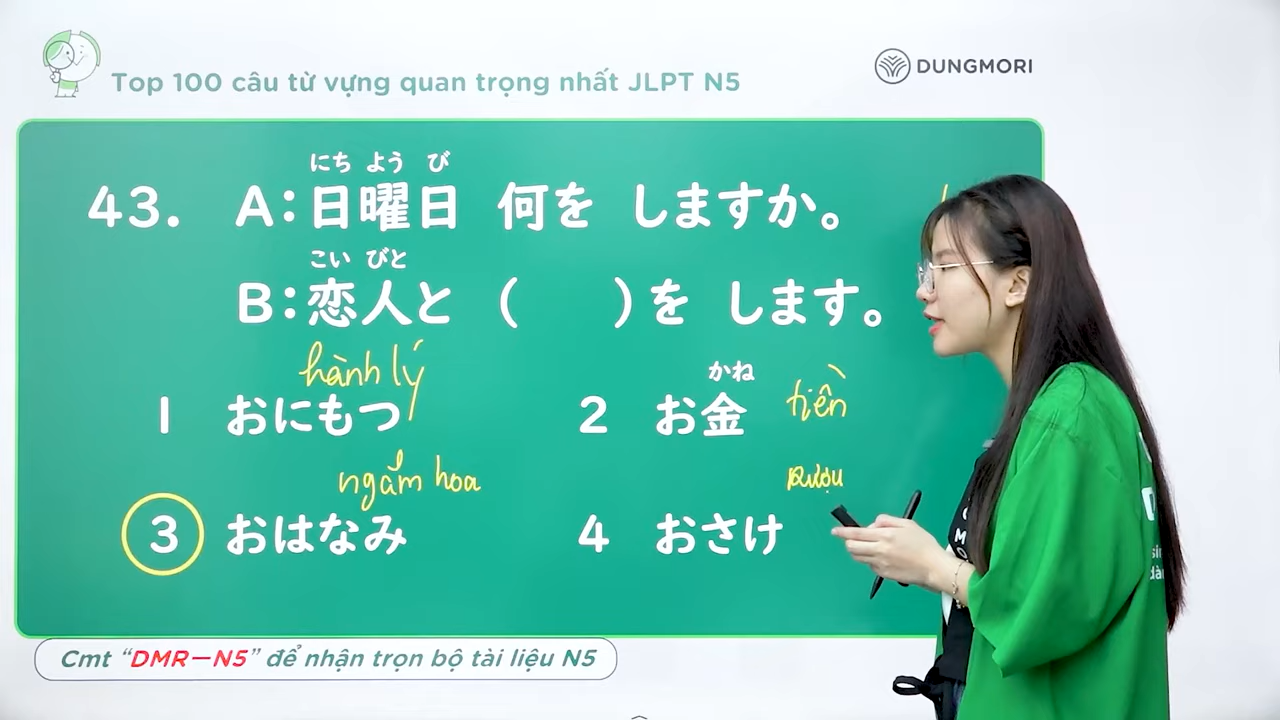 Top 100 câu từ vựng quan trọng nhất JLPT N5
DUNGMORI
にち よう び
43. A:日曜日 何を しますか。
こい びと
B:恋人と ( )を します。
hành lý
1 おにもつ
かね
2 お金 tiền
ngắm hoa
3 おはなみ
rượu
4 おさけ
Cmt “DMR–N5” để nhận trọn bộ tài liệu N5